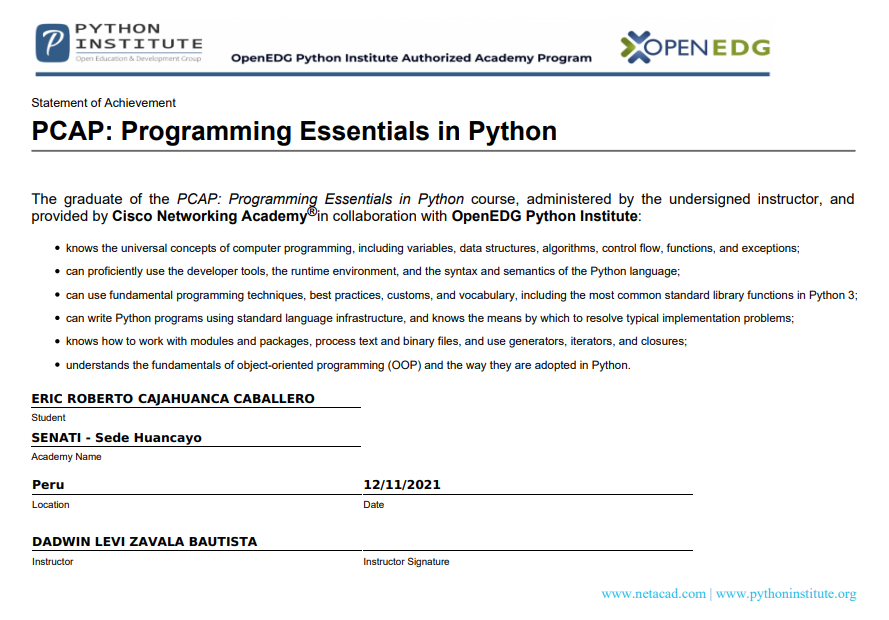 PYTHON
INSTITUTE
Open Education & Development Group
OpenEDG Python Institute Authorized Academy Program
OPENEDG
Statement of Achievement
PCAP: Programming Essentials in Python
The graduate of the PCAP: Programming Essentials in Python course, administered by the undersigned instructor, and
provided by Cisco Networking Academy® in collaboration with OpenEDG Python Institute:
• knows the universal concepts of computer programming, including variables, data structures, algorithms, control flow, functions, and exceptions;
• can proficiently use the developer tools, the runtime environment, and the syntax and semantics of the Python language;
• can use fundamental programming techniques, best practices, customs, and vocabulary, including the most common standard library functions in Python 3;
• can write Python programs using standard language infrastructure, and knows the means by which to resolve typical implementation problems;
• knows how to work with modules and packages, process text and binary files, and use generators, iterators, and closures;
• understands the fundamentals of object-oriented programming (OOP) and the way they are adopted in Python.
ERIC ROBERTO CAJAHUANCA CABALLERO
Student
SENATI - Sede Huancayo
Academy Name
Peru 12/11/2021
Location Date
DADWIN LEVI ZAVALA BAUTISTA
Instructor Instructor Signature
www.netacad.com | www.pythoninstitute.org